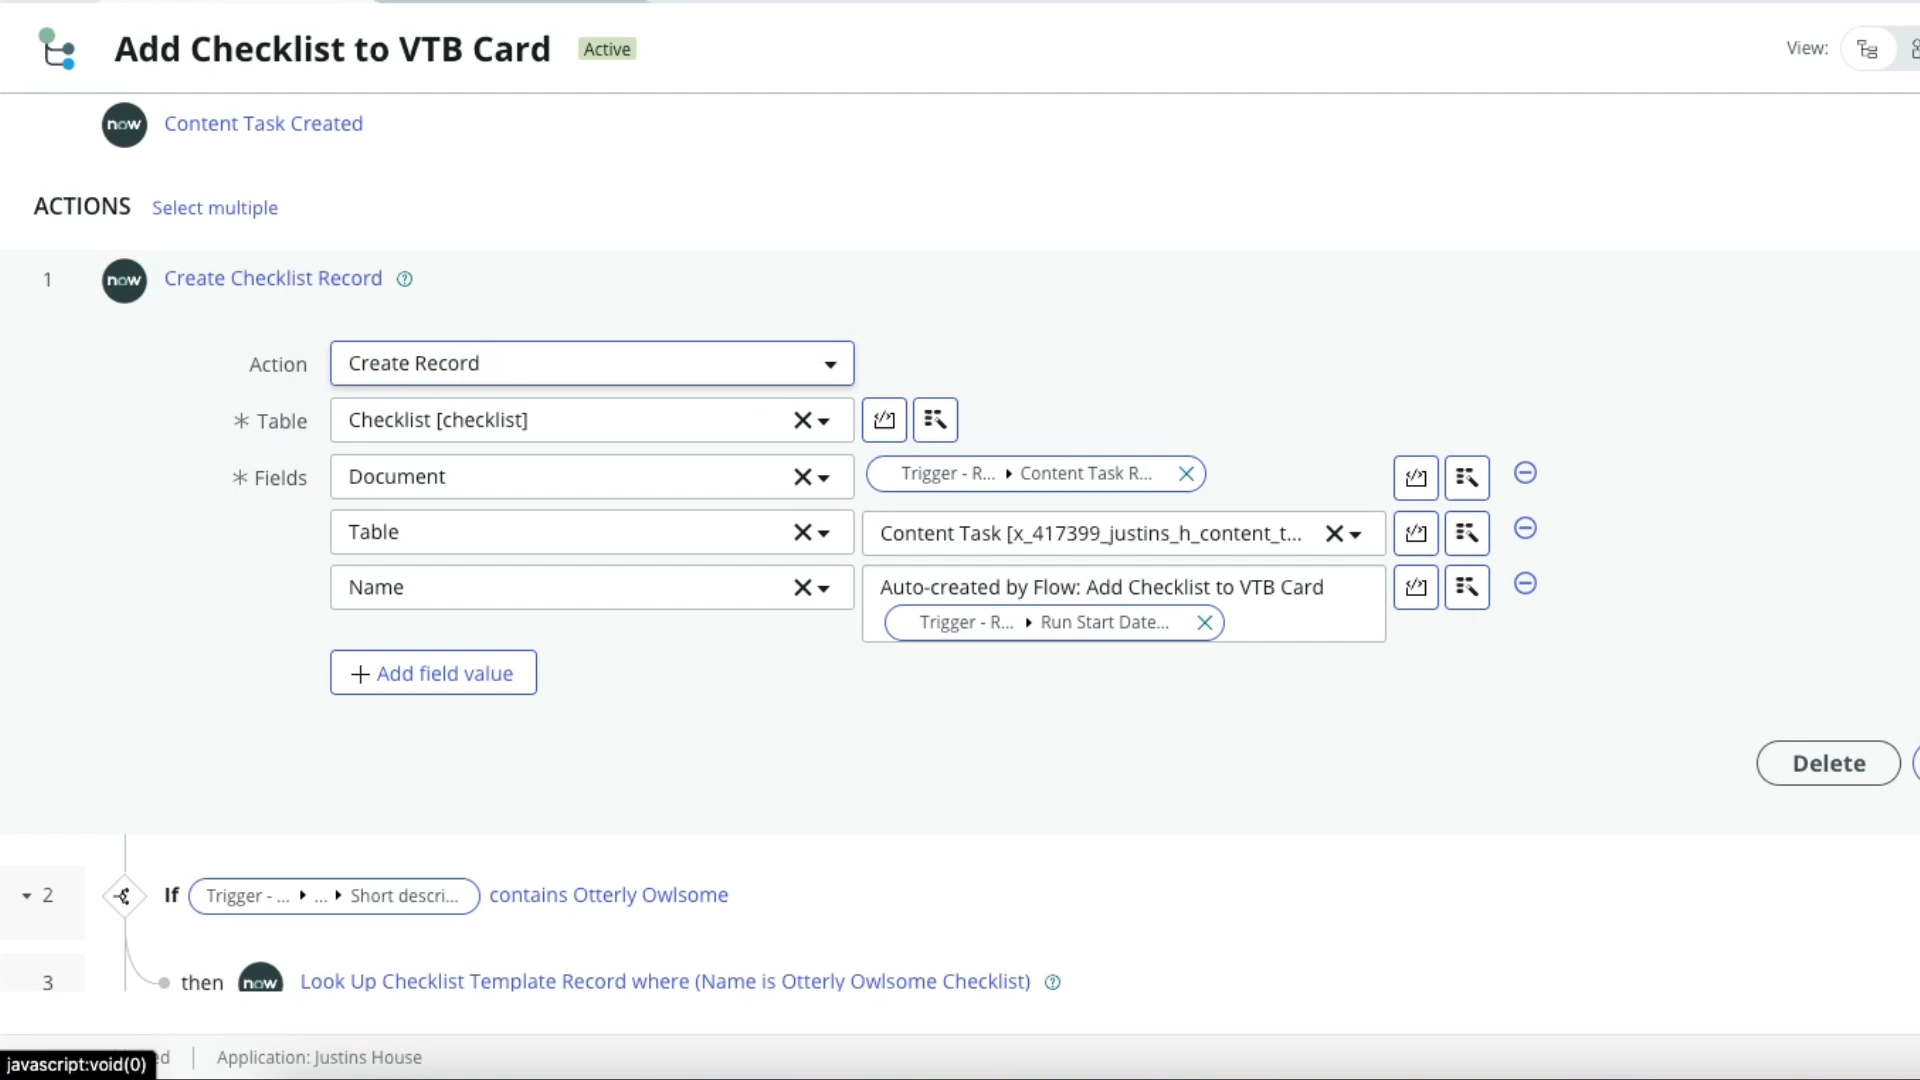 Add Checklist to VTB Card Active View:
now Content Task Created
ACTIONS Select multiple
1 now Create Checklist Record
Action Create Record
* Table Checklist [checklist]
* Fields Document Trigger - R... ▸ Content Task R...
Table Content Task [x_417399_justins_h_content_t...
Name Auto-created by Flow: Add Checklist to VTB Card
Trigger - R... ▸ Run Start Date...
+ Add field value
Delete
2 If Trigger - ... ▸ ... ▸ Short descri... contains Otterly Owlsome
3 then now Look Up Checklist Template Record where (Name is Otterly Owlsome Checklist)
javascript:void(0) Application: Justins House